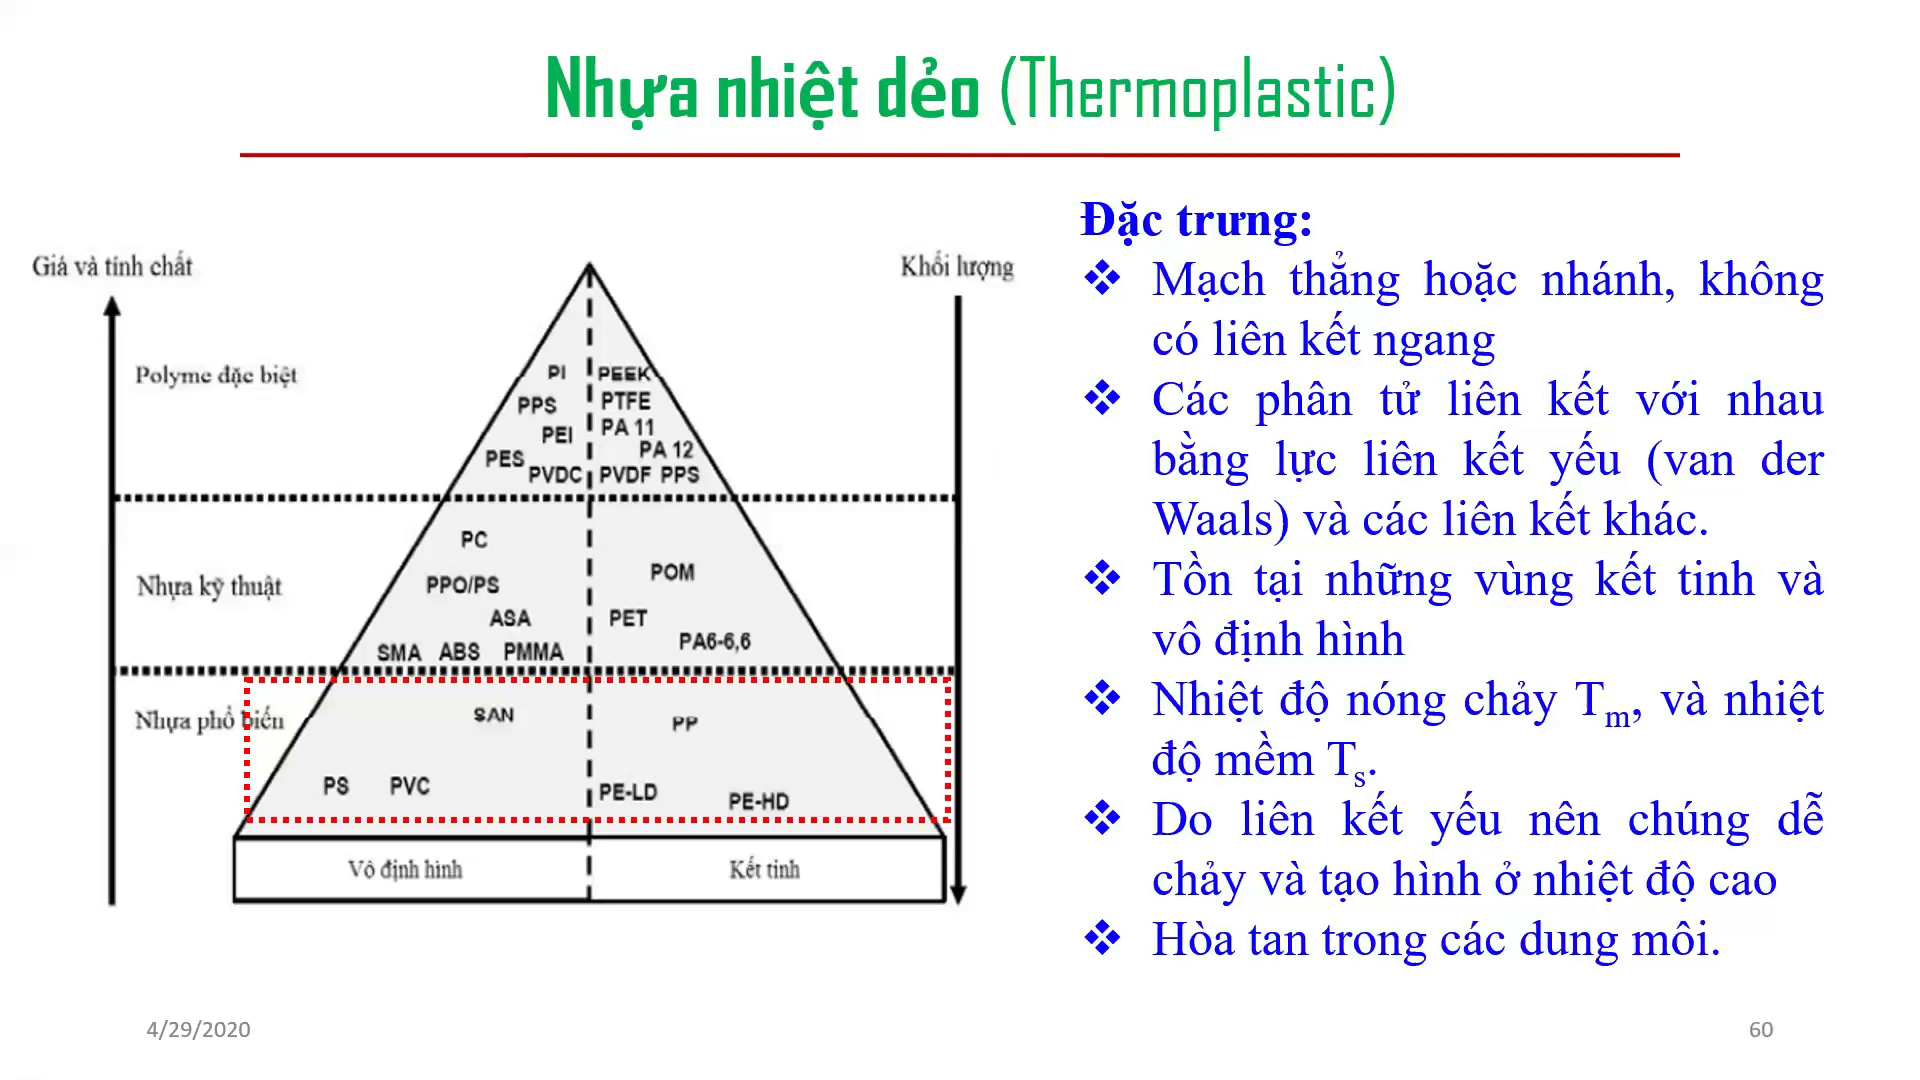 Nhựa nhiệt dẻo (Thermoplastic)
Giá và tính chất
Khối lượng
Polyme đặc biệt
PI
PEEK
PPS
PTFE
PEI
PA 11
PES
PA 12
PVDC
PVDF
PPS
Nhựa kỹ thuật
PC
PPO/PS
POM
ASA
PET
SMA
ABS
PMMA
PA6-6,6
Nhựa phổ biến
SAN
PP
PS
PVC
PE-LD
PE-HD
Vô định hình
Kết tinh
Đặc trưng:
❖ Mạch thẳng hoặc nhánh, không
có liên kết ngang
❖ Các phân tử liên kết với nhau
bằng lực liên kết yếu (van der
Waals) và các liên kết khác.
❖ Tồn tại những vùng kết tinh và
vô định hình
❖ Nhiệt độ nóng chảy Tm, và nhiệt
độ mềm Ts.
❖ Do liên kết yếu nên chúng dễ
chảy và tạo hình ở nhiệt độ cao
❖ Hòa tan trong các dung môi.
4/29/2020
60